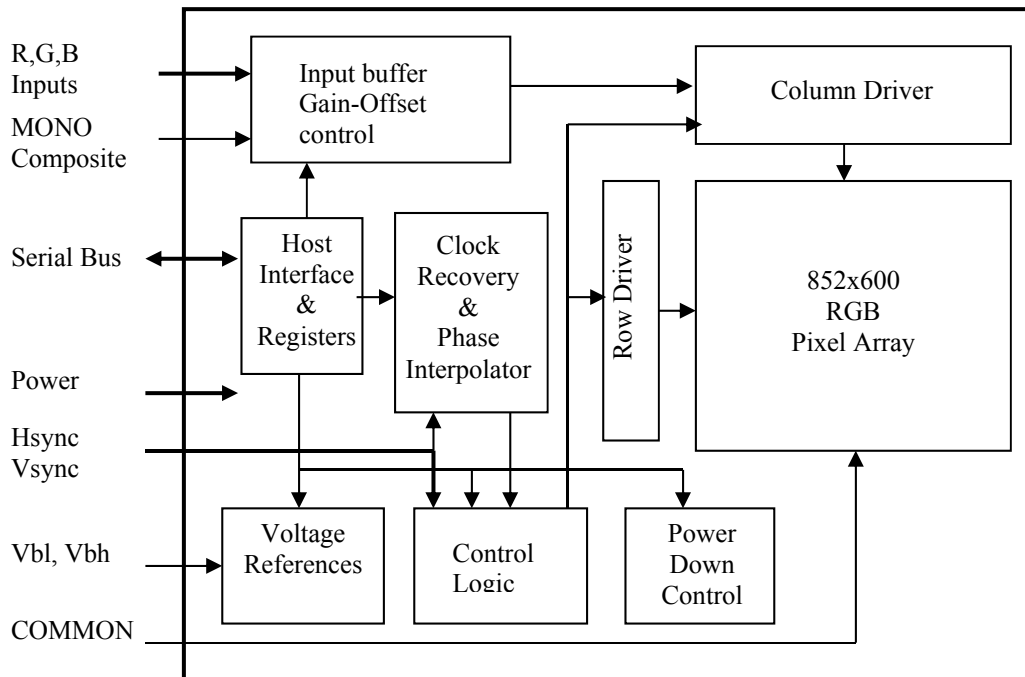 R,G,B
Inputs
MONO
Composite
Serial Bus
Power
Hsync
Vsync
Vbl, Vbh
COMMON
Input buffer
Gain-Offset
control
Host
Interface
&
Registers
Clock
Recovery
&
Phase
Interpolator
Row Driver
Column Driver
852x600
RGB
Pixel Array
Voltage
References
Control
Logic
Power
Down
Control